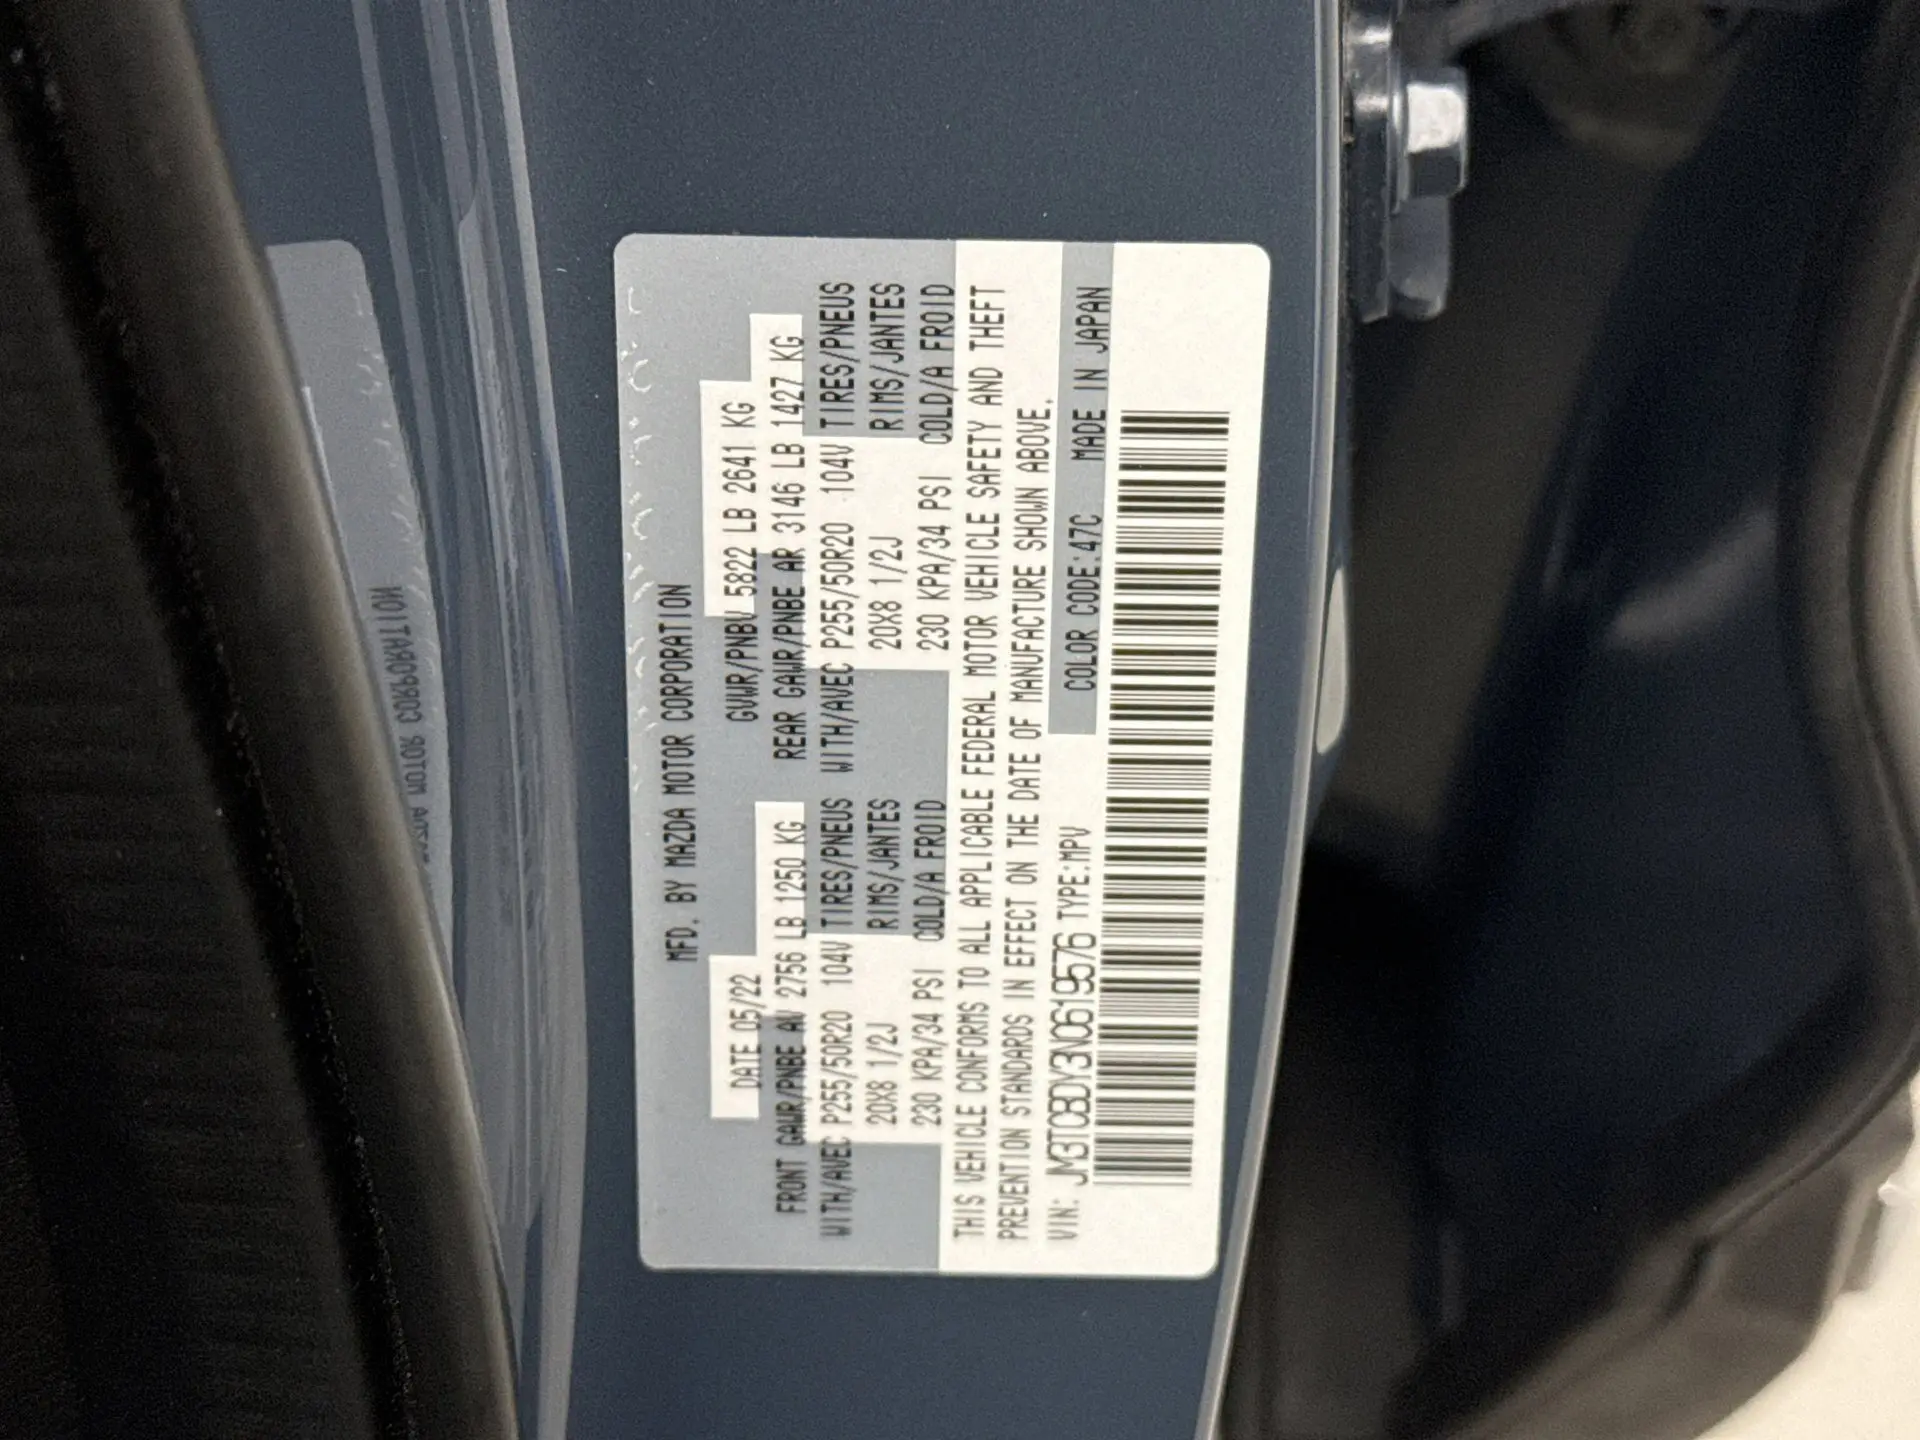 MFD. BY MAZDA MOTOR CORPORATION
DATE 05/22 GVWR/PNBV 5822 LB 2641 KG
FRONT GAWR/PNBE AV 2756 LB 1250 KG REAR GAWR/PNBE AR 3146 LB 1427 KG
WITH/AVEC P255/50R20 104V TIRES/PNEUS WITH/AVEC P255/50R20 104V TIRES/PNEUS
20X8 1/2J RIMS/JANTES 20X8 1/2J RIMS/JANTES
230 KPA/34 PSI COLD/A FROID 230 KPA/34 PSI COLD/A FROID
THIS VEHICLE CONFORMS TO ALL APPLICABLE FEDERAL MOTOR VEHICLE SAFETY AND THEFT
PREVENTION STANDARDS IN EFFECT ON THE DATE OF MANUFACTURE SHOWN ABOVE.
VIN: JM3TCBDY3N0619576 TYPE:MPV COLOR CODE:47C MADE IN JAPAN